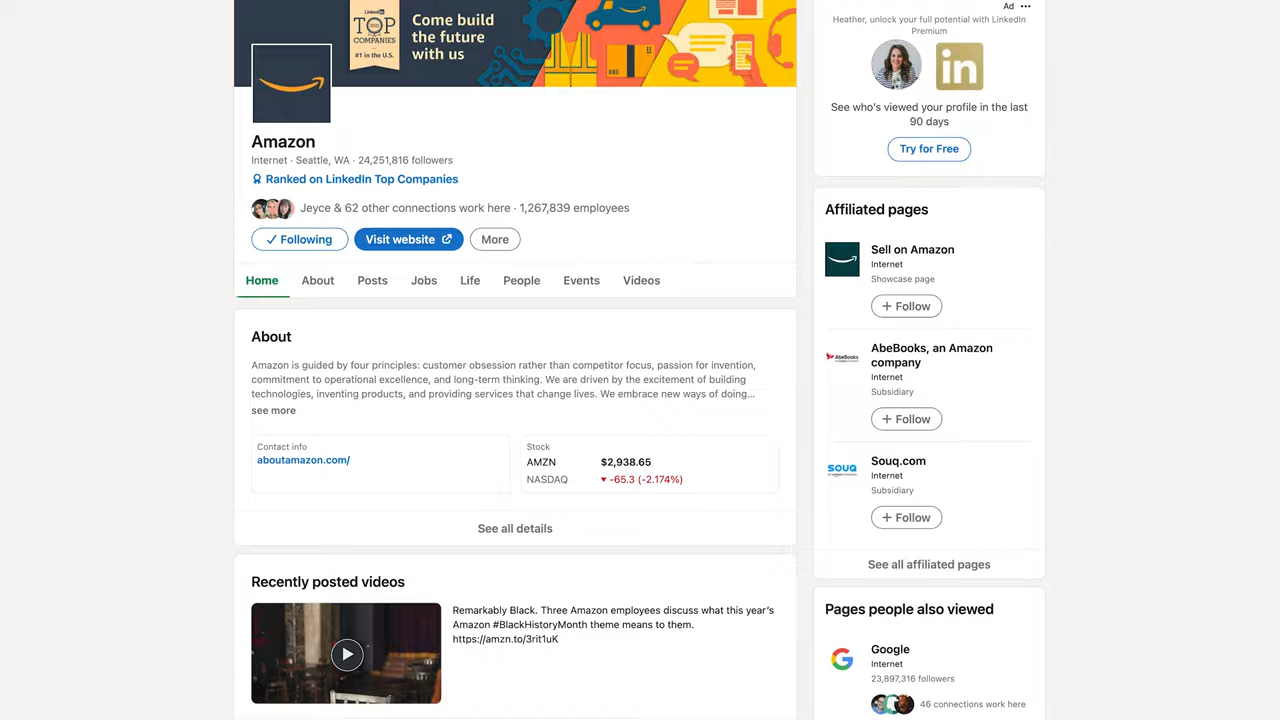 LinkedIn
TOP
COMPANIES
#1 in the U.S.
Come build
the future
with us
Amazon
Internet · Seattle, WA · 24,251,816 followers
Ranked on LinkedIn Top Companies
Jeyce & 62 other connections work here · 1,267,839 employees
Following
Visit website
More
Home
About
Posts
Jobs
Life
People
Events
Videos
About
Amazon is guided by four principles: customer obsession rather than competitor focus, passion for invention,
commitment to operational excellence, and long-term thinking. We are driven by the excitement of building
technologies, inventing products, and providing services that change lives. We embrace new ways of doing...
see more
Contact info
aboutamazon.com/
Stock
AMZN $2,938.65
NASDAQ ▼ -65.3 (-2.174%)
See all details
Recently posted videos
Remarkably Black. Three Amazon employees discuss what this year's
Amazon #BlackHistoryMonth theme means to them.
https://amzn.to/3rit1uK
Ad
Heather, unlock your full potential with LinkedIn
Premium
in
See who's viewed your profile in the last
90 days
Try for Free
Affiliated pages
Sell on Amazon
Internet
Showcase page
+ Follow
AbeBooks
AbeBooks, an Amazon
company
Internet
Subsidiary
+ Follow
SOUQ
Souq.com
Internet
Subsidiary
+ Follow
See all affiliated pages
Pages people also viewed
G
Google
Internet
23,897,316 followers
46 connections work here